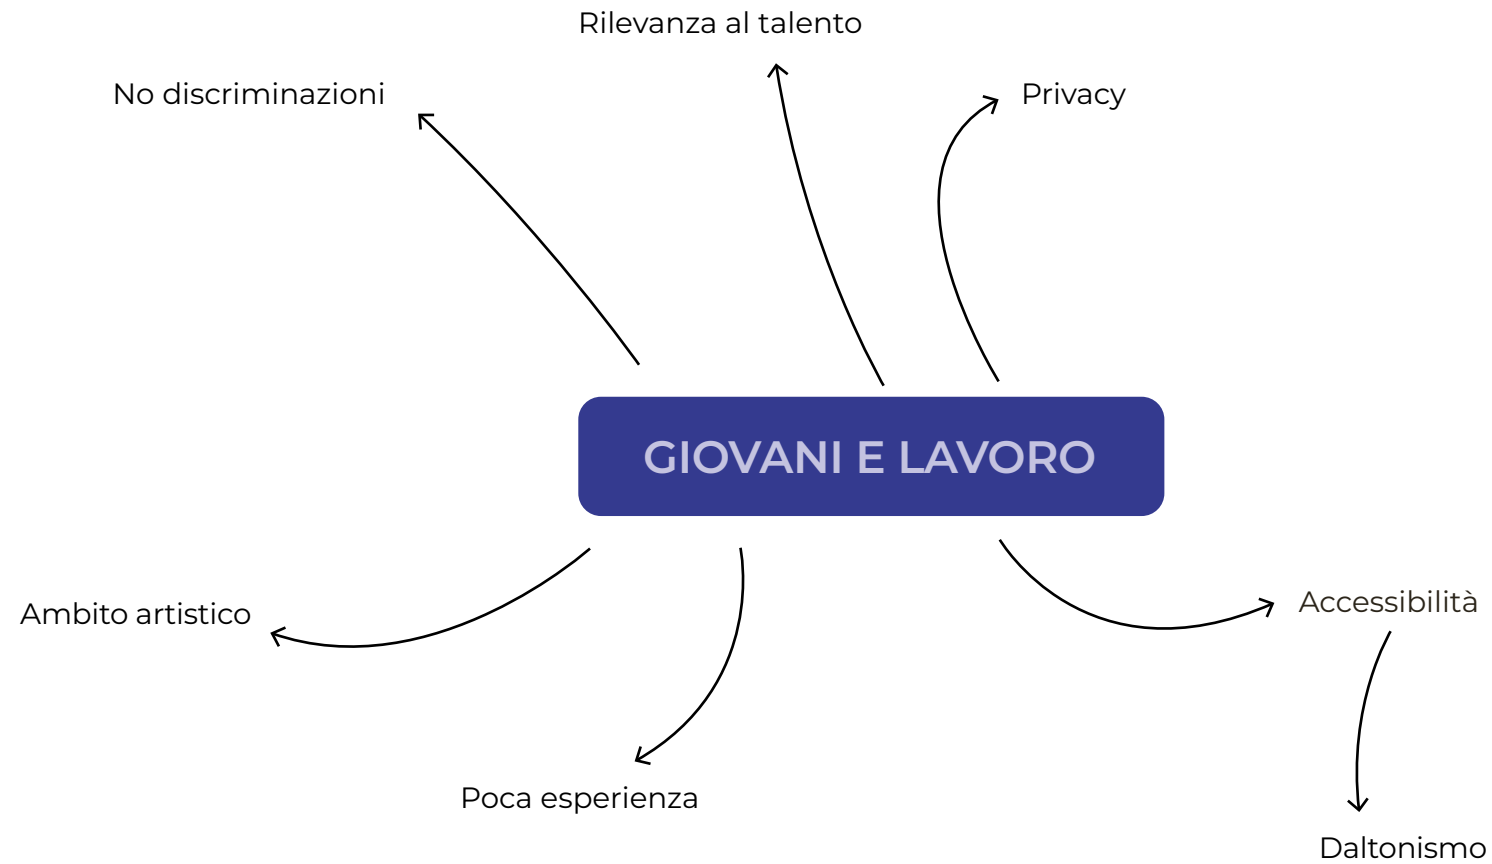 Rilevanza al talento
No discriminazioni
Privacy
GIOVANI E LAVORO
Accessibilità
Ambito artistico
Poca esperienza
Daltonismo